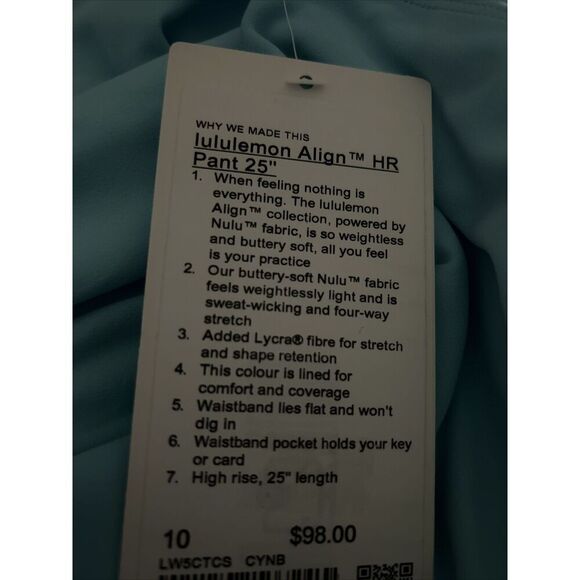 WHY WE MADE THIS
lululemon Align™ HR
Pant 25"
1. When feeling nothing is
everything. The lululemon
Align™ collection, powered by
Nulu™ fabric, is so weightless
and buttery soft, all you feel
is your practice
2. Our buttery-soft Nulu™ fabric
feels weightlessly light and is
sweat-wicking and four-way
stretch
3. Added Lycra® fibre for stretch
and shape retention
4. This colour is lined for
comfort and coverage
5. Waistband lies flat and won't
dig in
6. Waistband pocket holds your key
or card
7. High rise, 25" length
10 $98.00
LW5CTCS CYNB